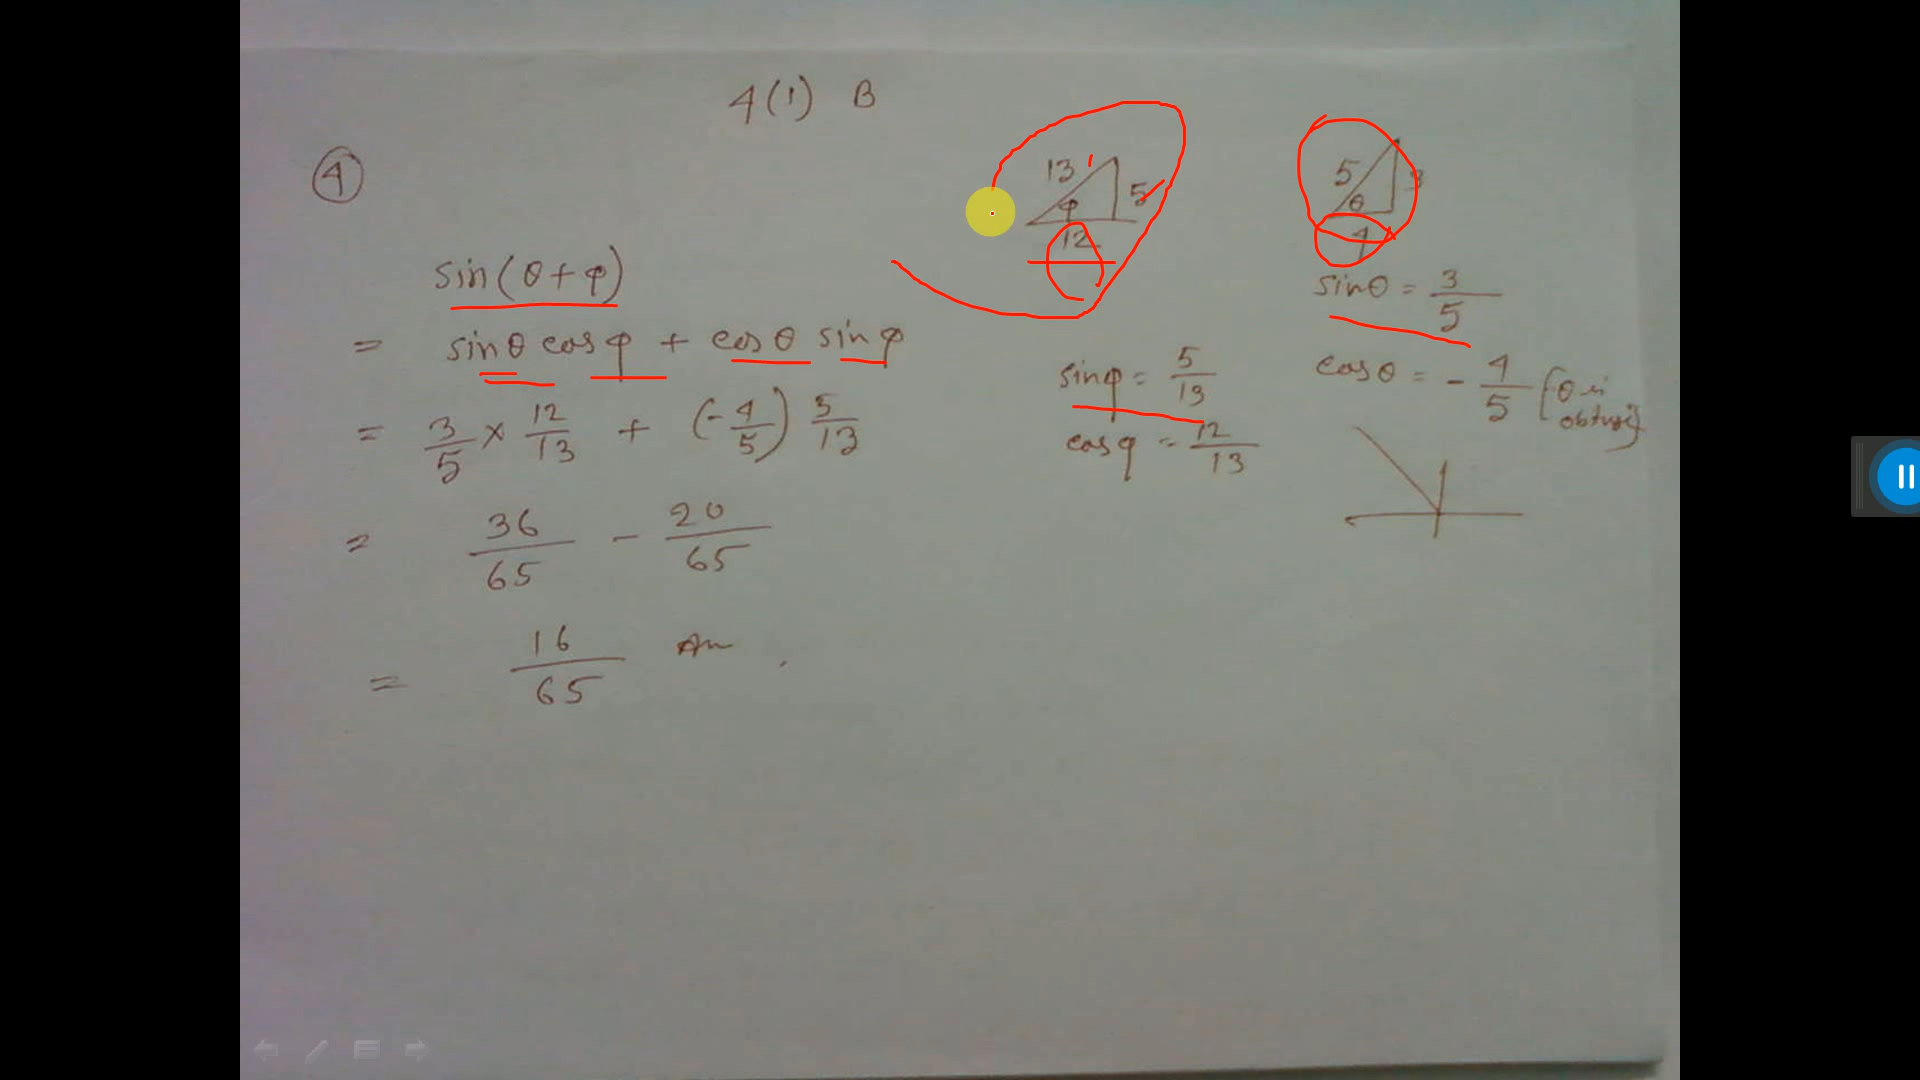 4(1) B
4
13
5
φ
12
5
3
θ
4
sin(θ+φ)
= sinθ cosφ + cosθ sinφ
= 3/5 × 12/13 + (-4/5) 5/13
= 36/65 - 20/65
= 16/65 An
sinφ = 5/13
cosφ = 12/13
sinθ = 3/5
cosθ = -4/5 [θ is
obtuse]